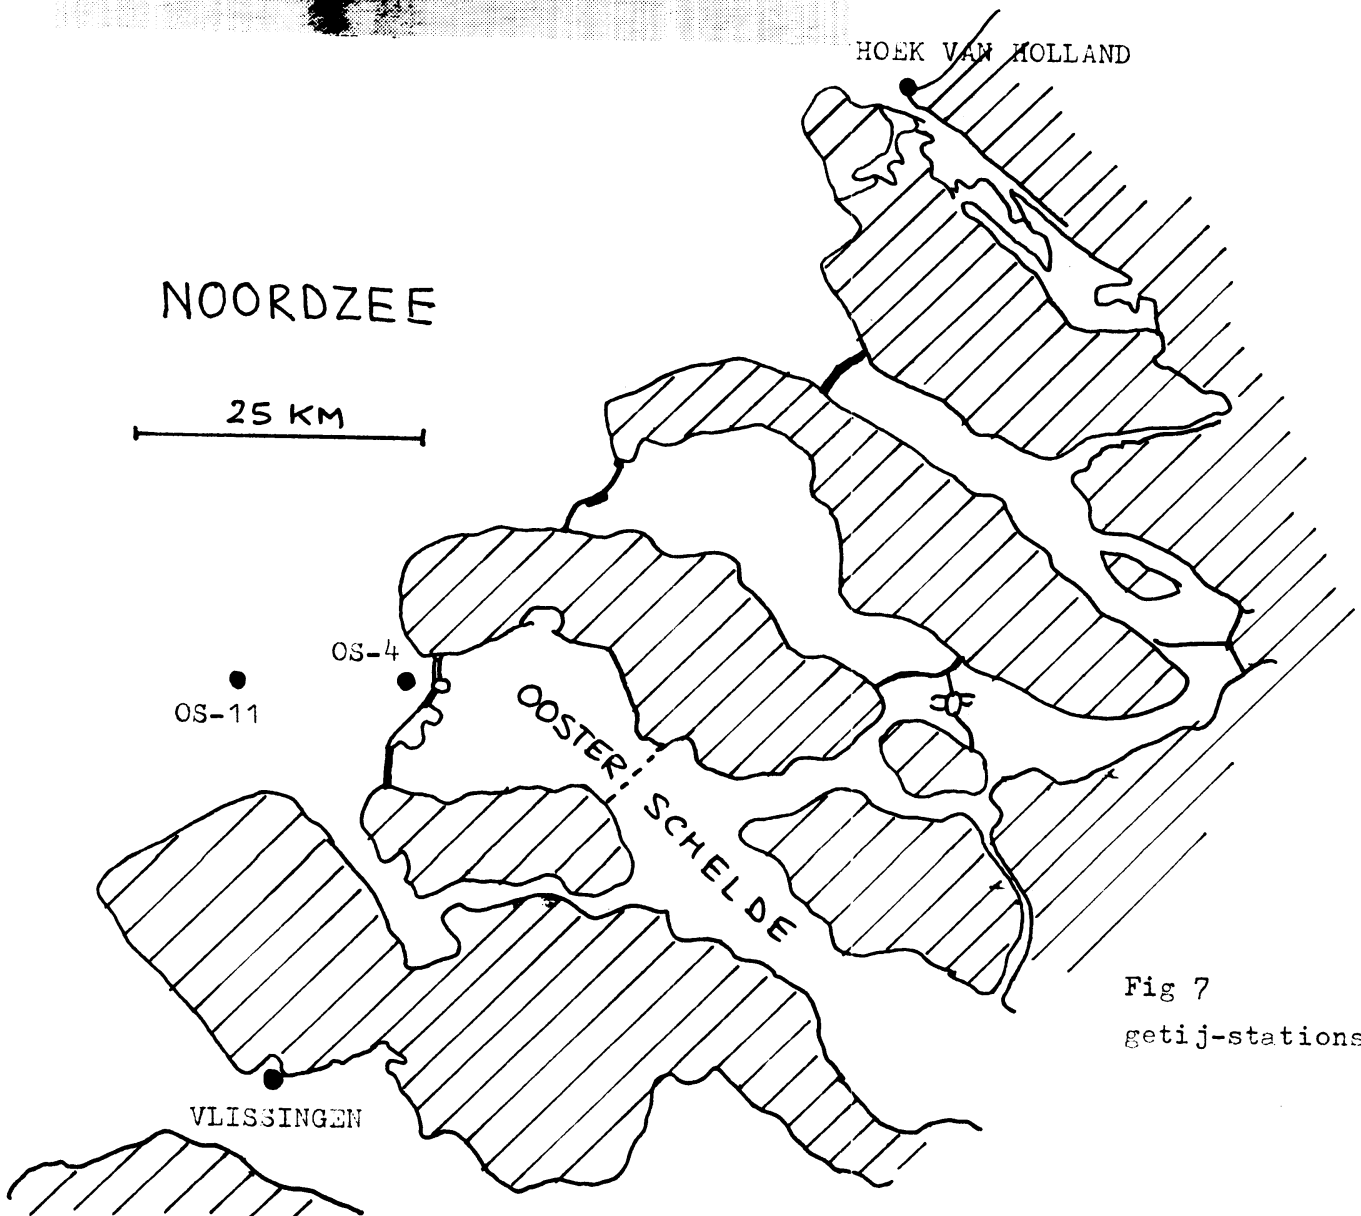 HOEK VAN HOLLAND
NOORDZEE
25 KM
OS-4
OS-11
OOSTER
SCHELDE
Fig 7
getij-stations
VLISSINGEN